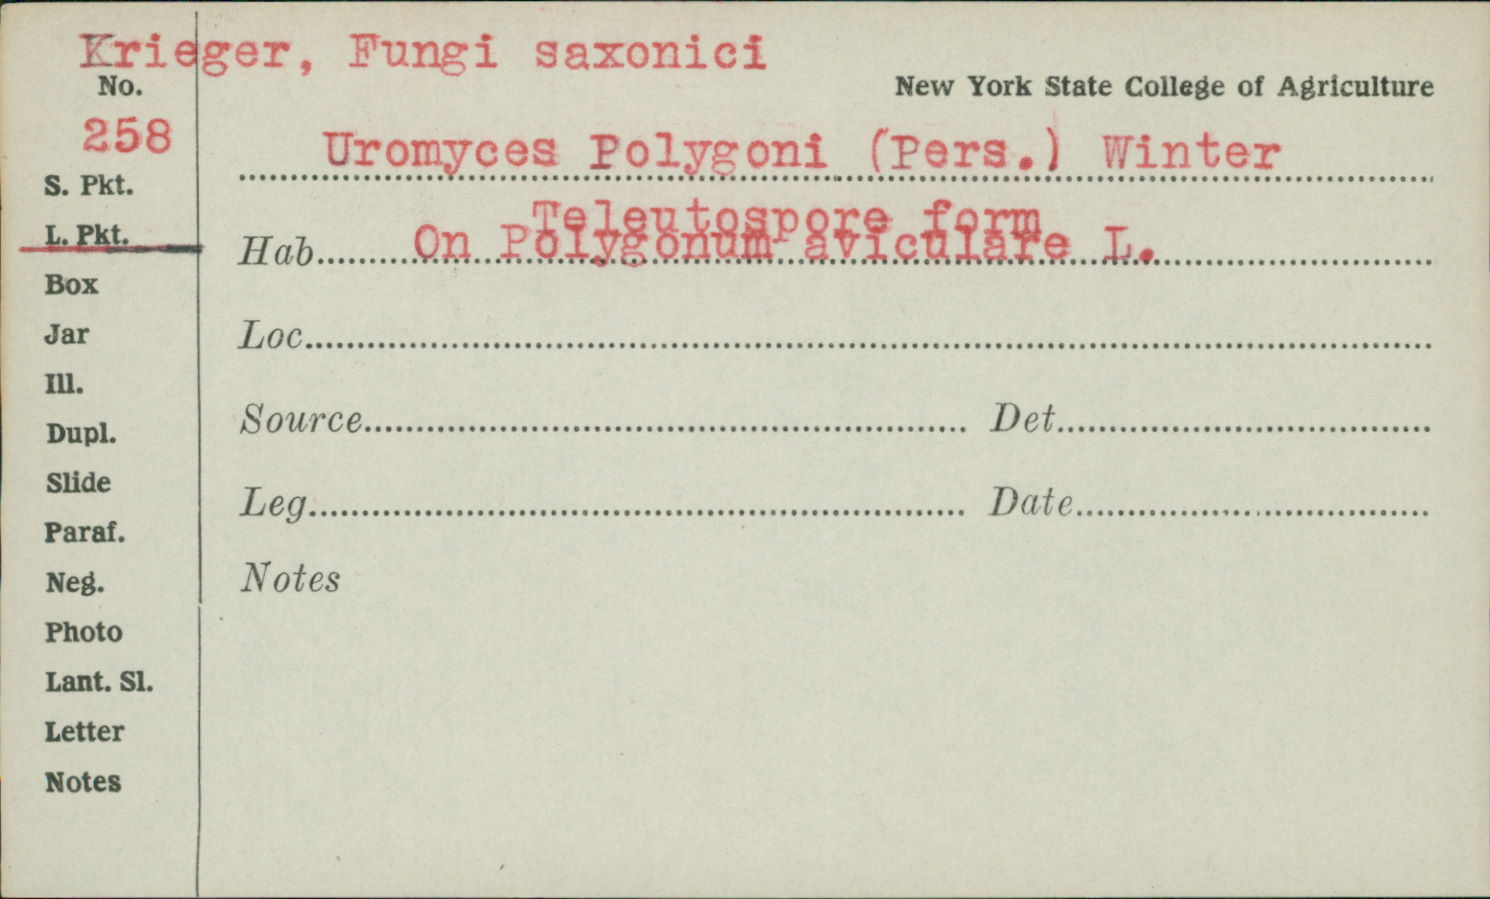 Krieger, Fungi saxonici
No.
New York State College of Agriculture
258
Uromyces Polygoni (Pers.) Winter
S. Pkt.
Teleutospore form
L. Pkt.
Hab. On Polygonum aviculare L.
Box
Jar
Loc.
Ill.
Dupl.
Source Det.
Slide
Leg. Date
Paraf.
Neg.
Notes
Photo
Lant. Sl.
Letter
Notes